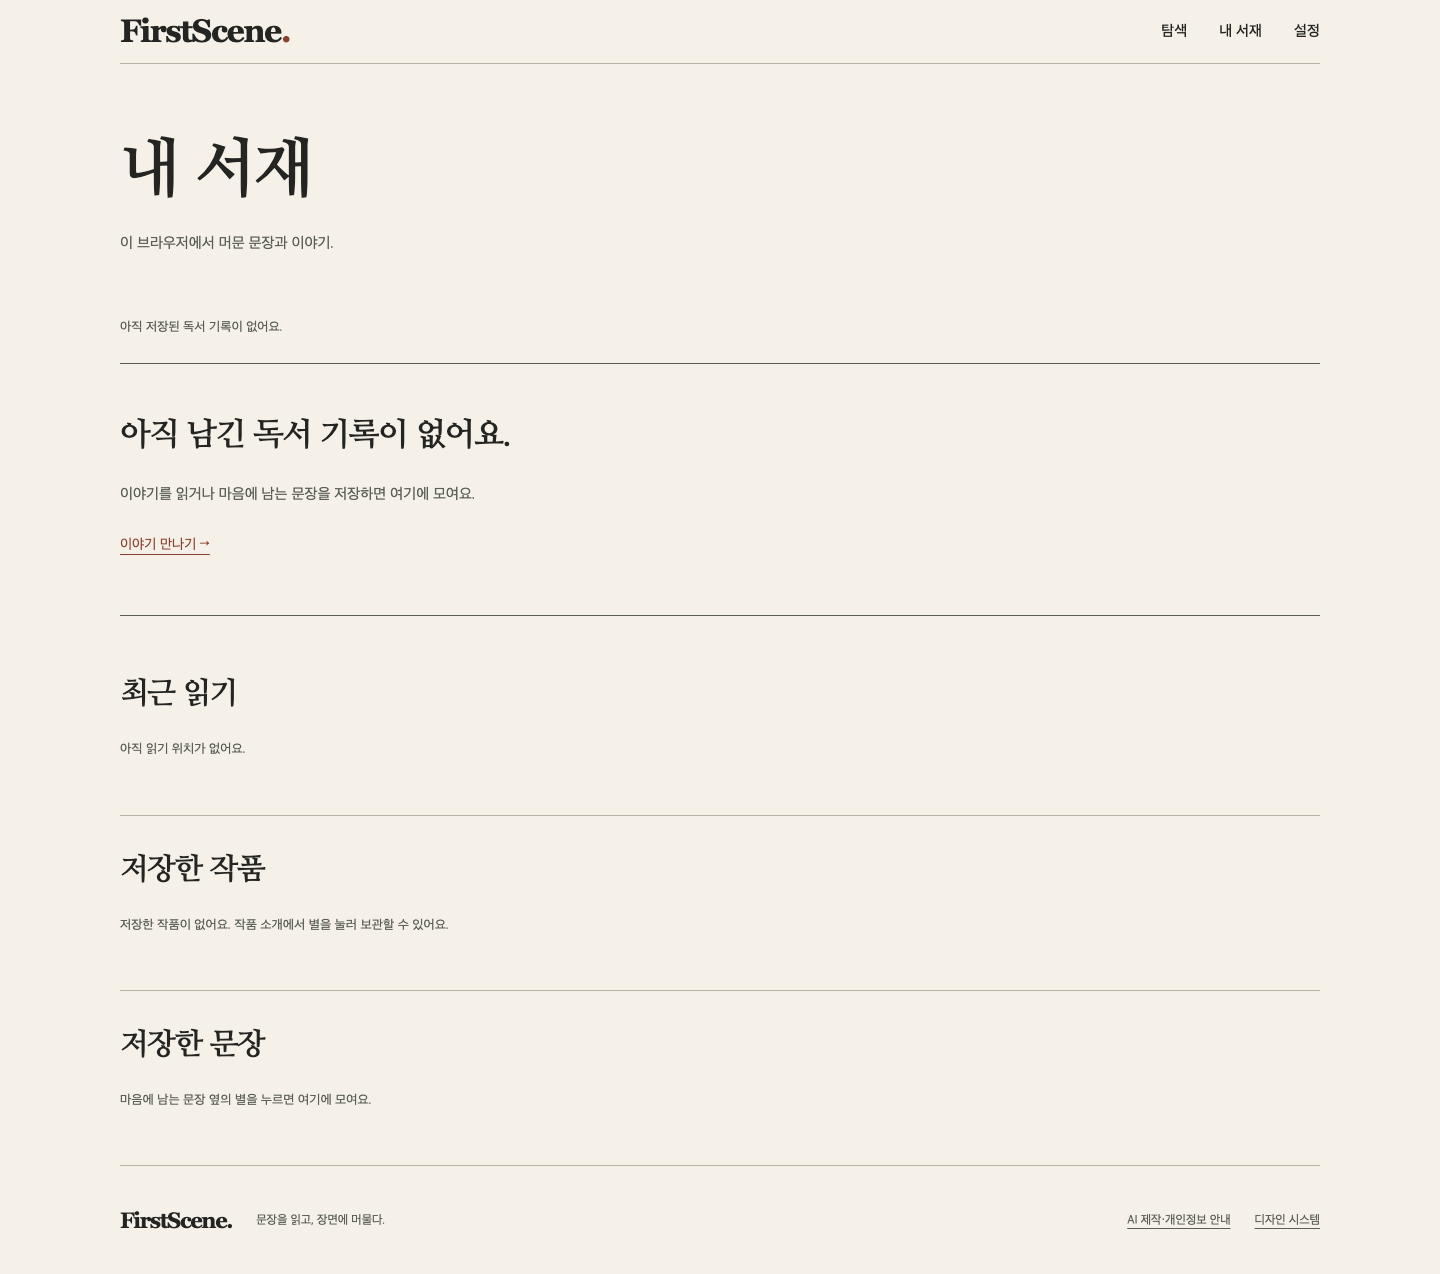 FirstScene.
탐색 내 서재 설정
내 서재
이 브라우저에서 머문 문장과 이야기.
아직 저장된 독서 기록이 없어요.
아직 남긴 독서 기록이 없어요.
이야기를 읽거나 마음에 남는 문장을 저장하면 여기에 모여요.
이야기 만나기 →
최근 읽기
아직 읽기 위치가 없어요.
저장한 작품
저장한 작품이 없어요. 작품 소개에서 별을 눌러 보관할 수 있어요.
저장한 문장
마음에 남는 문장 옆의 별을 누르면 여기에 모여요.
FirstScene. 문장을 읽고, 장면에 머물다. AI 제작·개인정보 안내 디자인 시스템